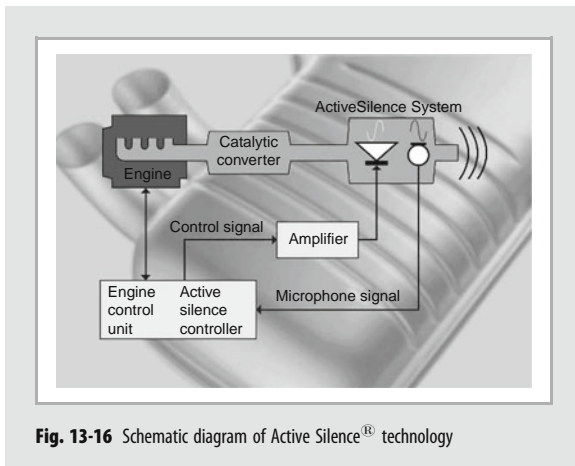 ActiveSilence System
Catalytic
converter
Engine
Control signal
Amplifier
Engine
control
unit
Active
silence
controller
Microphone signal
Fig. 13-16 Schematic diagram of Active Silence® technology